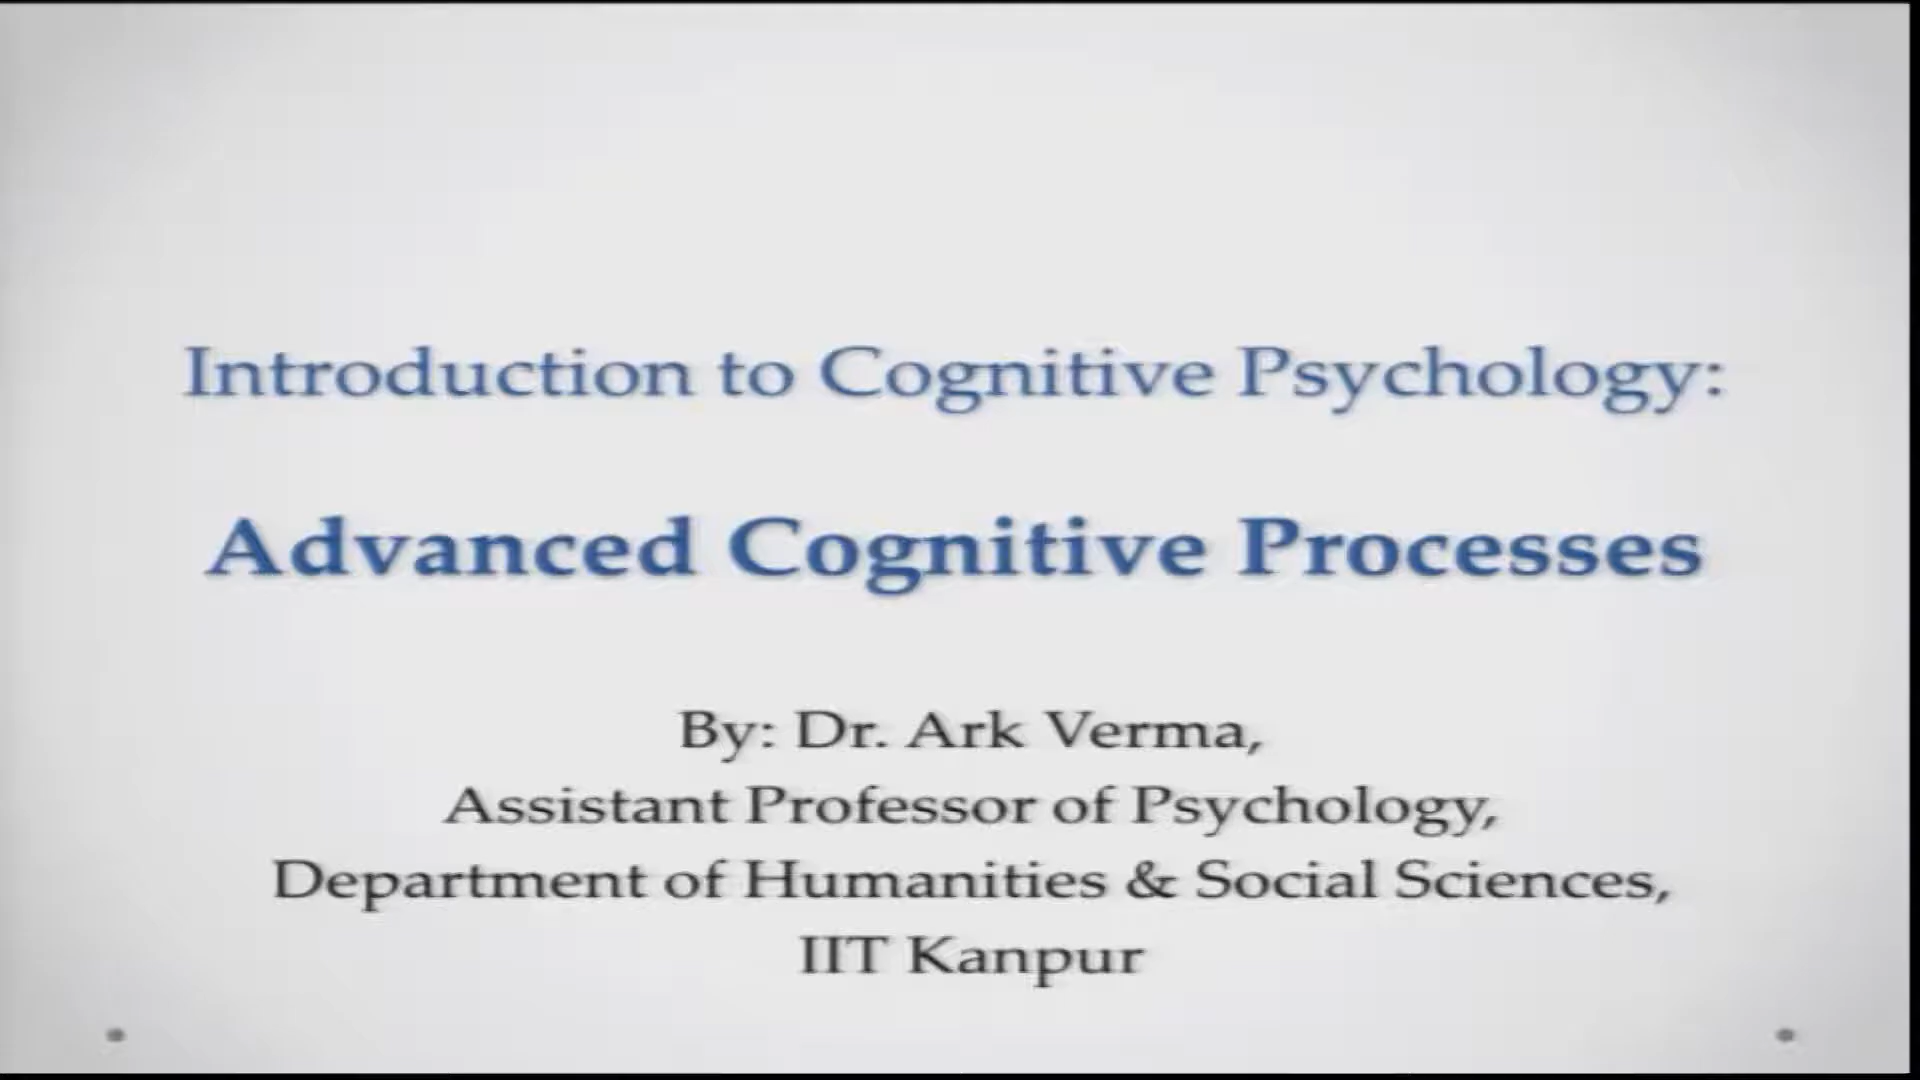 Introduction to Cognitive Psychology:
Advanced Cognitive Processes
By: Dr. Ark Verma,
Assistant Professor of Psychology,
Department of Humanities & Social Sciences,
IIT Kanpur